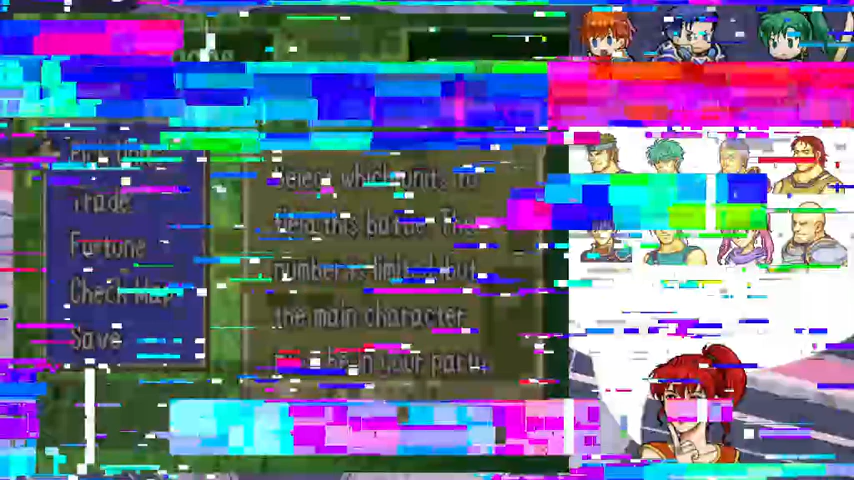 Trade
Fortune
Check Map
Save
Select which units to
field this battle. The
number is limited, but
the main character
must be in your party.